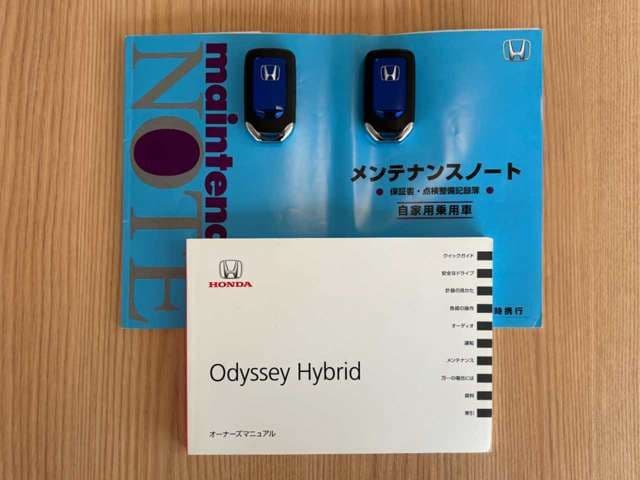 maintena
NOTE
メンテナンスノート
● 保証書・点検整備記録簿 ●
自家用乗用車
時携行
HONDA
Odyssey Hybrid
オーナーズマニュアル
クイックガイド
安全なドライブ
計器の見かた
各部の操作
オーディオ
運転
メンテナンス
万一の場合には
資料
索引